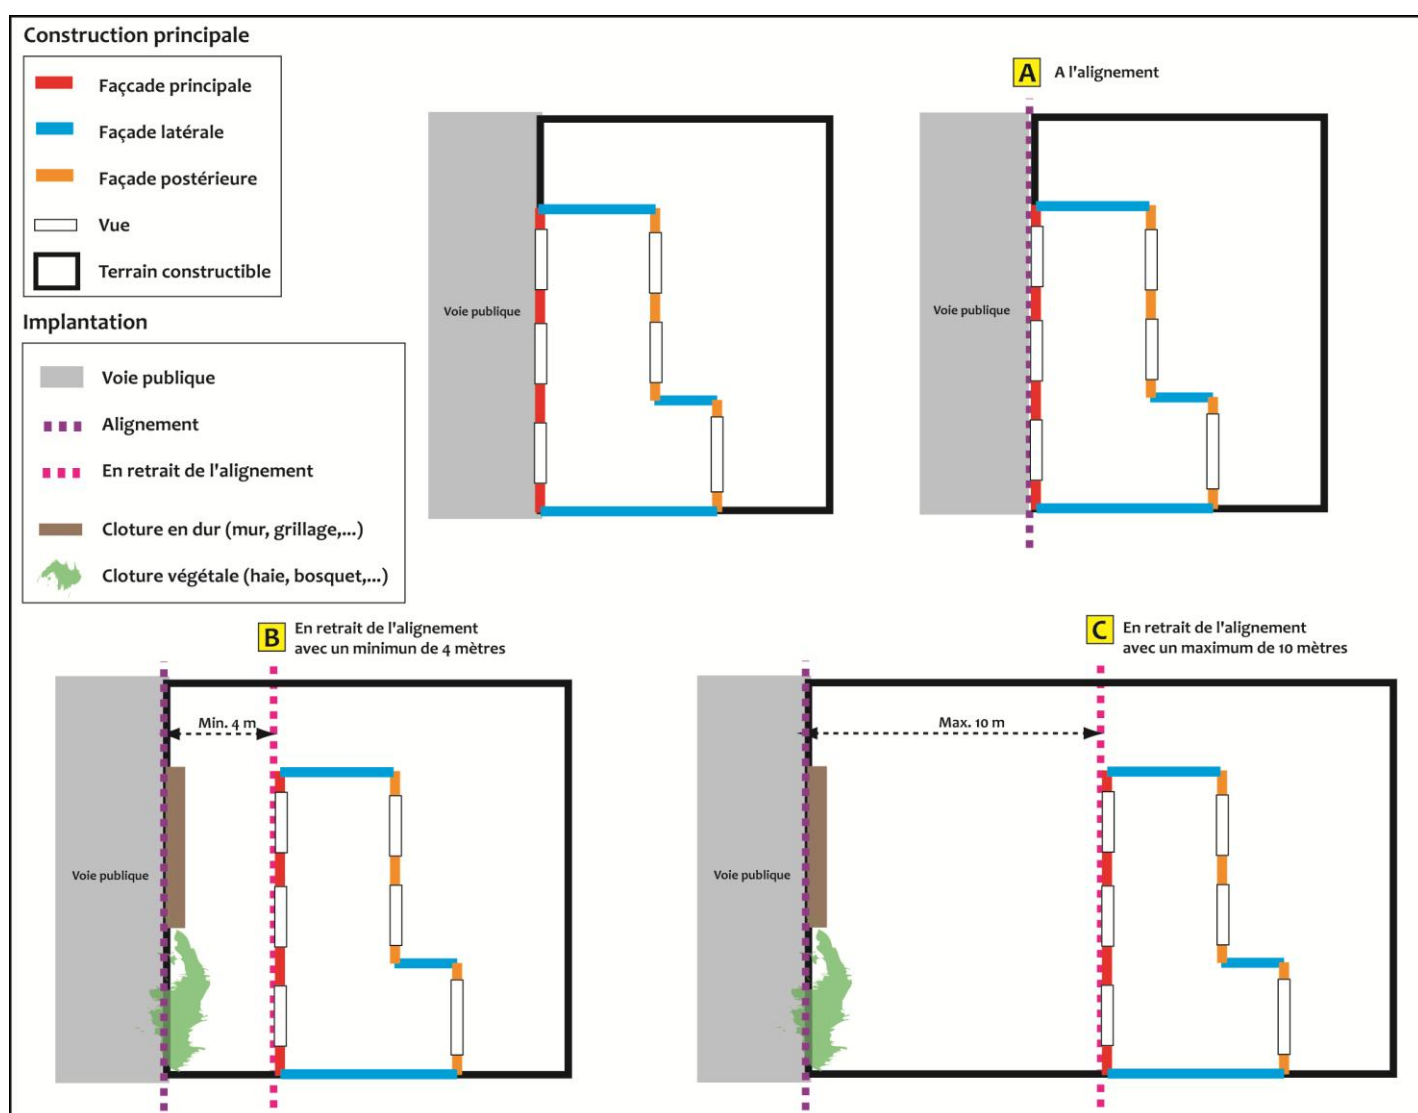 Construction principale
Faççade principale
Façade latérale
Façade postérieure
Vue
Terrain constructible
Implantation
Voie publique
Alignement
En retrait de l'alignement
Cloture en dur (mur, grillage,...)
Cloture végétale (haie, bosquet,...)
Voie publique
A A l'alignement
Voie publique
B En retrait de l'alignement
avec un minimun de 4 mètres
Min. 4 m
Voie publique
C En retrait de l'alignement
avec un maximum de 10 mètres
Max. 10 m
Voie publique